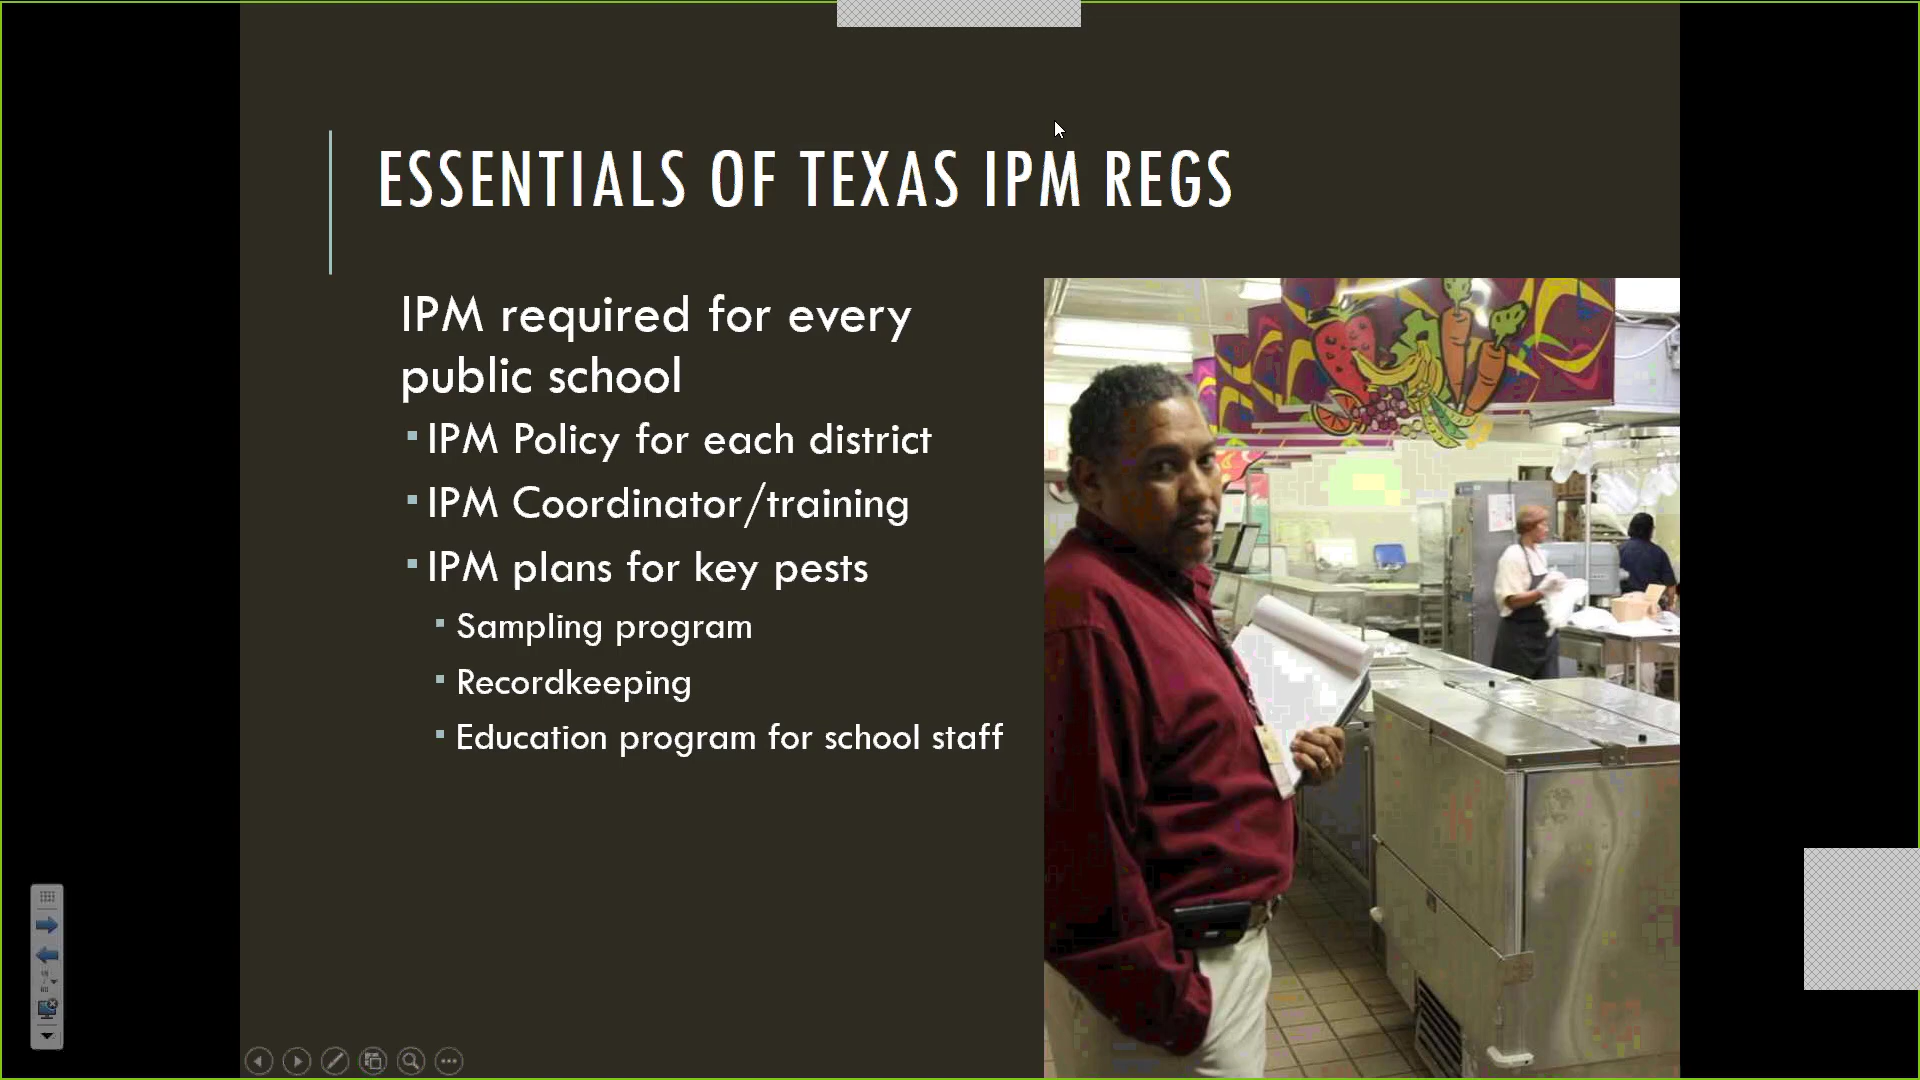 ESSENTIALS OF TEXAS IPM REGS
IPM required for every
public school
IPM Policy for each district
IPM Coordinator/training
IPM plans for key pests
Sampling program
Recordkeeping
Education program for school staff